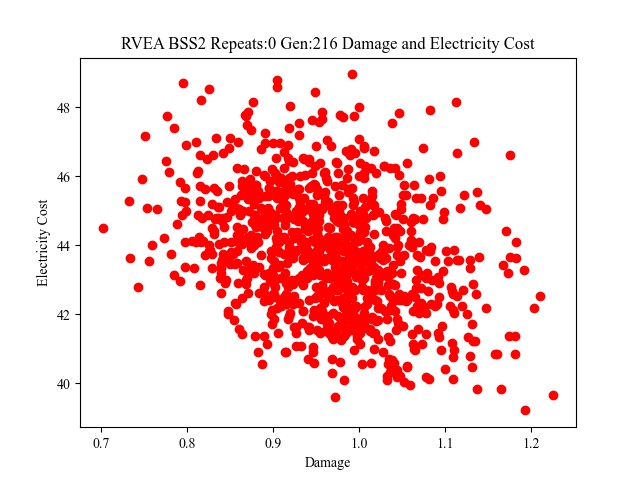 RVEA BSS2 Repeats:0 Gen:216 Damage and Electricity Cost
48
46
44
42
40
Electricity Cost
0.7 0.8 0.9 1.0 1.1 1.2
Damage